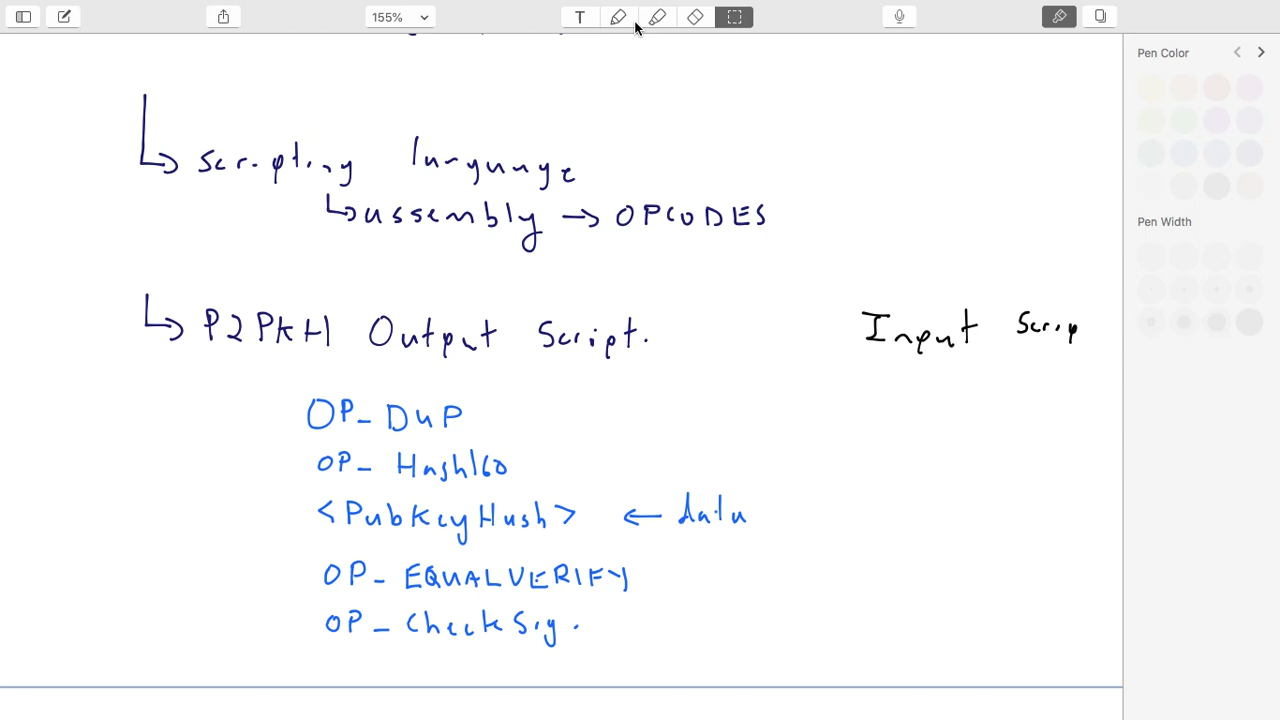 155%
T
Pen Color
scripting language
assembly → OPCODES
Pen Width
P2PKH Output Script.
Input Scrip
OP_DUP
OP_Hash160
<PubKeyHash> ← data
OP_EQUALVERIFY
OP_CheckSig.